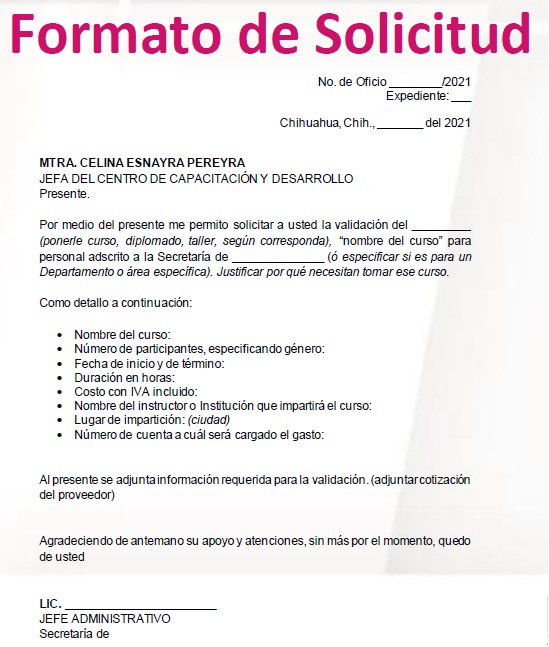 Formato de Solicitud
No. de Oficio ________/2021
Expediente: ___
Chihuahua, Chih., _______ del 2021
MTRA. CELINA ESNAYRA PEREYRA
JEFA DEL CENTRO DE CAPACITACIÓN Y DESARROLLO
Presente.
Por medio del presente me permito solicitar a usted la validación del _________
(ponerle curso, diplomado, taller, según corresponda), “nombre del curso” para
personal adscrito a la Secretaría de ______________ (ó especificar si es para un
Departamento o área específica). Justificar por qué necesitan tomar ese curso.
Como detallo a continuación:
• Nombre del curso:
• Número de participantes, especificando género:
• Fecha de inicio y de término:
• Duración en horas:
• Costo con IVA incluido:
• Nombre del instructor o Institución que impartirá el curso:
• Lugar de impartición: (ciudad)
• Número de cuenta a cuál será cargado el gasto:
Al presente se adjunta información requerida para la validación. (adjuntar cotización
del proveedor)
Agradeciendo de antemano su apoyo y atenciones, sin más por el momento, quedo
de usted
LIC. _______________________
JEFE ADMINISTRATIVO
Secretaría de